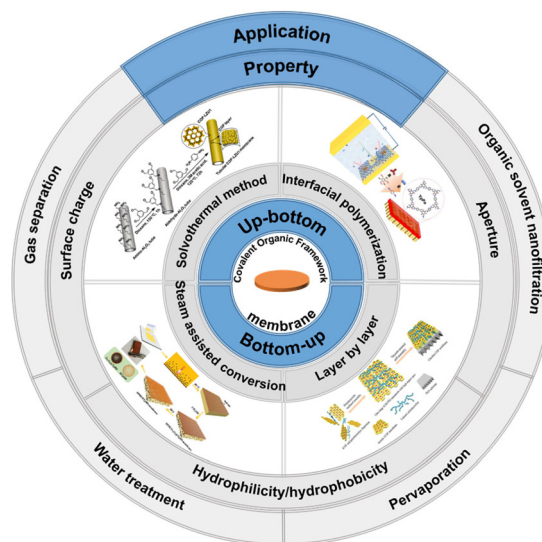 Application
Property
Gas separation
Surface charge
Organic solvent nanofiltration
Aperture
Solvothermal method
Interfacial polymerization
Up-bottom
Covalent Organic Framework
membrane
Bottom-up
Steam assisted conversion
Layer by layer
Hydrophilicity/hydrophobicity
Water treatment
Pervaporation